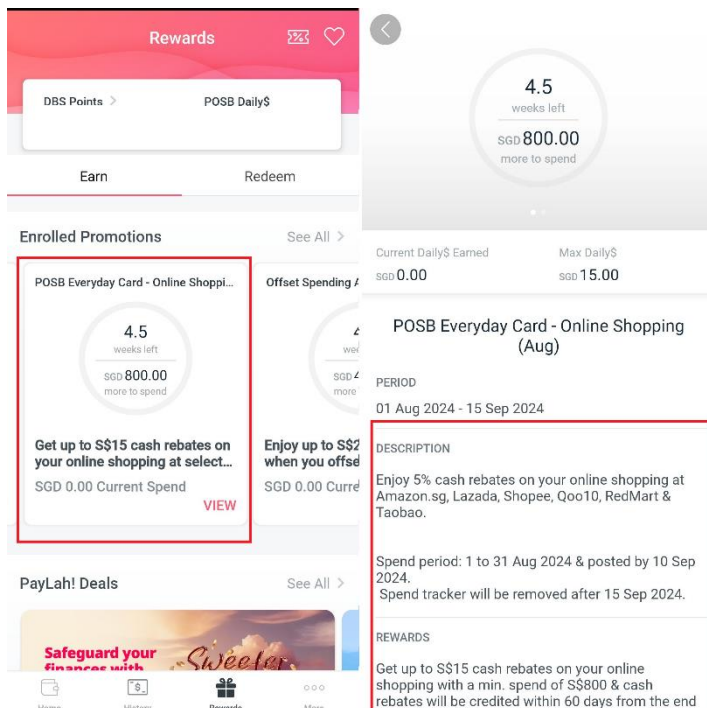 Rewards
DBS Points >
POSB Daily$
Earn
Redeem
Enrolled Promotions
See All >
POSB Everyday Card - Online Shoppi...
4.5
weeks left
SGD 800.00
more to spend
Get up to S$15 cash rebates on
your online shopping at select...
SGD 0.00 Current Spend
VIEW
Offset Spending
SGD
more
Enjoy up to S$2
when you offse
SGD 0.00 Curre
PayLah! Deals
See All >
Safeguard your
finances with
Sweeter
Home
History
Rewards
More
4.5
weeks left
SGD 800.00
more to spend
Current Daily$ Earned
Max Daily$
SGD 0.00
SGD 15.00
POSB Everyday Card - Online Shopping
(Aug)
PERIOD
01 Aug 2024 - 15 Sep 2024
DESCRIPTION
Enjoy 5% cash rebates on your online shopping at
Amazon.sg, Lazada, Shopee, Qoo10, RedMart &
Taobao.
Spend period: 1 to 31 Aug 2024 & posted by 10 Sep
2024.
Spend tracker will be removed after 15 Sep 2024.
REWARDS
Get up to S$15 cash rebates on your online
shopping with a min. spend of S$800 & cash
rebates will be credited within 60 days from the end